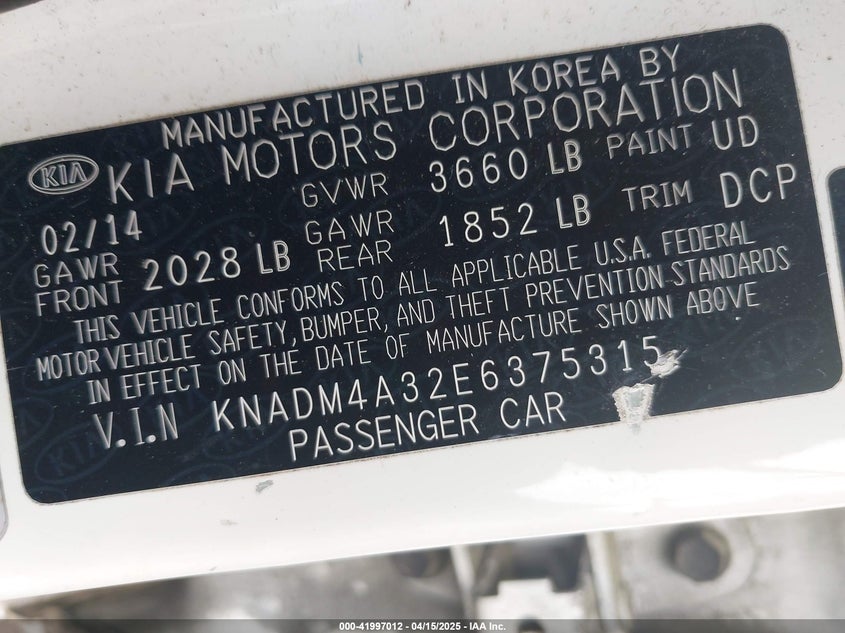 MANUFACTURED IN KOREA BY
KIA KIA MOTORS CORPORATION
02/14 GVWR 3660 LB PAINT UD
GAWR FRONT 2028 LB GAWR REAR 1852 LB TRIM DCP
THIS VEHICLE CONFORMS TO ALL APPLICABLE U.S.A. FEDERAL
MOTOR VEHICLE SAFETY, BUMPER, AND THEFT PREVENTION STANDARDS
IN EFFECT ON THE DATE OF MANUFACTURE SHOWN ABOVE
V.I.N KNADM4A32E6375315
PASSENGER CAR
000-41997012 - 04/15/2025 - IAA Inc.